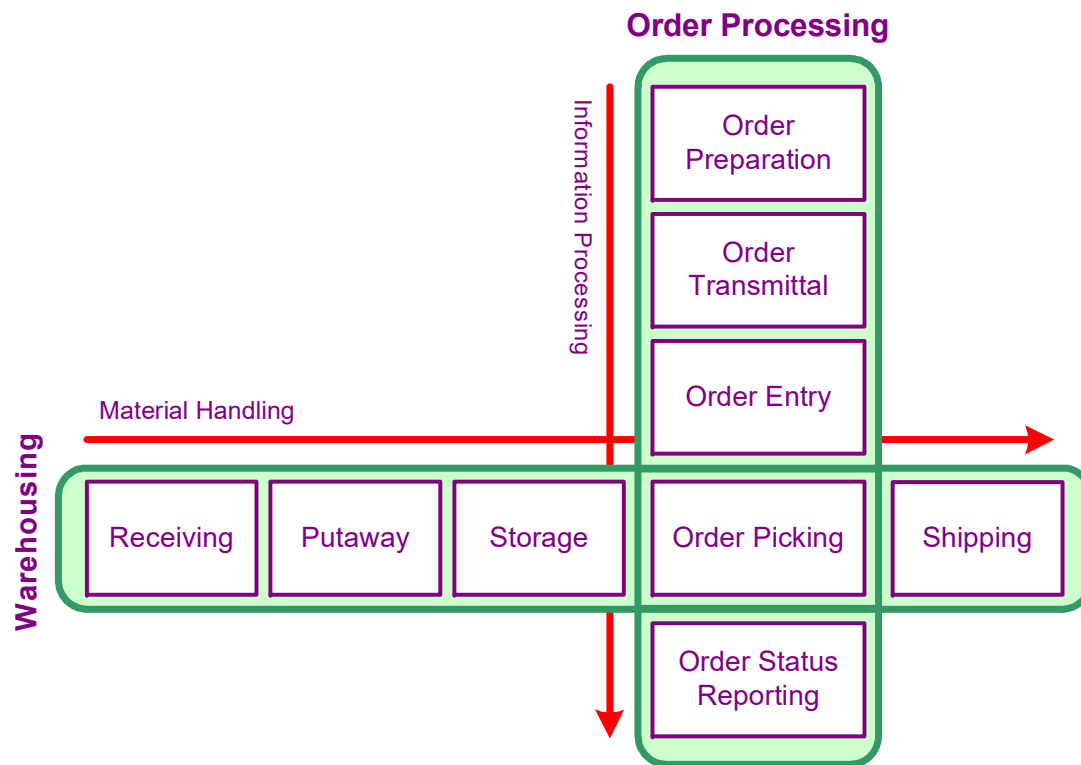 Order Processing
Information Processing
Order
Preparation
Order
Transmittal
Order Entry
Material Handling
Warehousing
Receiving
Putaway
Storage
Order Picking
Shipping
Order Status
Reporting